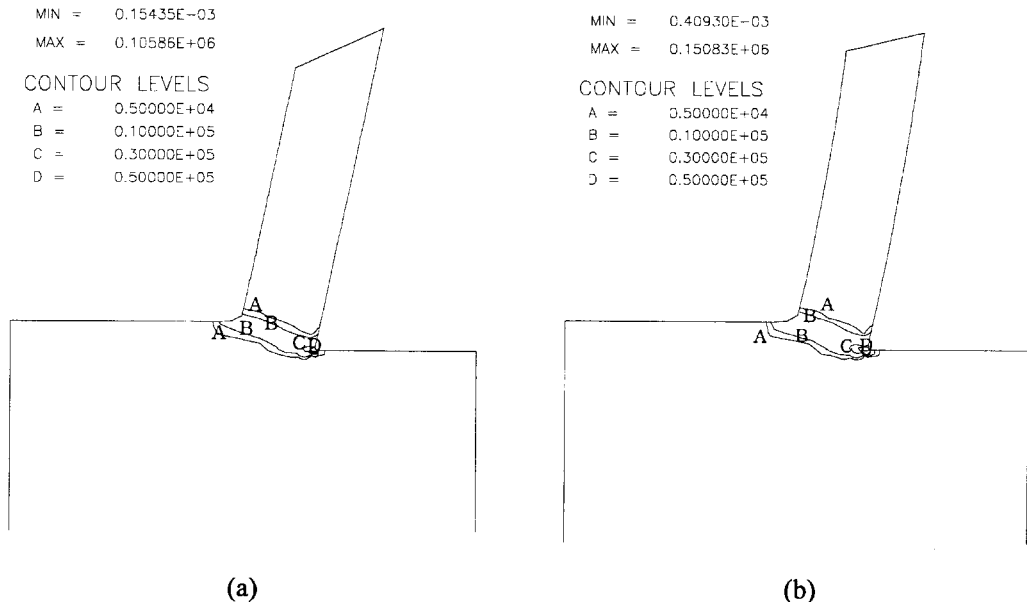 MIN = 0.15435E-03
MAX = 0.10586E+06
CONTOUR LEVELS
A = 0.50000E+04
B = 0.10000E+05
C = 0.30000E+05
D = 0.50000E+05
A
B
A
B
C
D
(a)
MIN = 0.40930E-03
MAX = 0.15083E+06
CONTOUR LEVELS
A = 0.50000E+04
B = 0.10000E+05
C = 0.30000E+05
D = 0.50000E+05
A
B
A
B
C
(b)